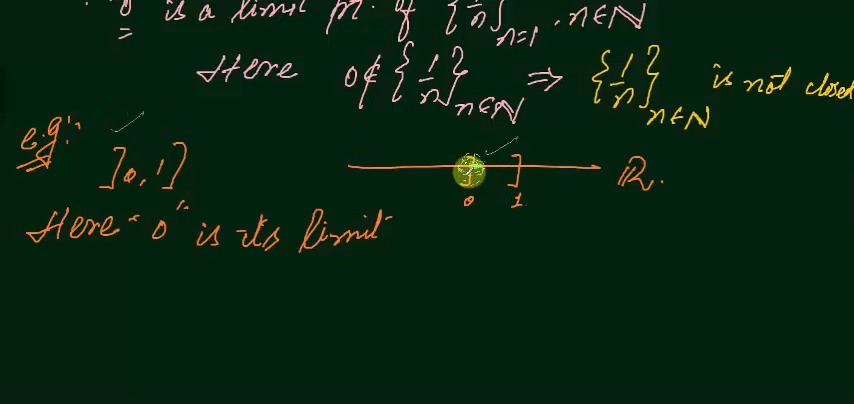 0 is a limit pt. of {1/n}n=1, n∈N
Here 0∉ {1/n}n∈N ⇒ {1/n}n∈N is not closed
e.g:-
]0, 1]
R.
0 1
Here "0" is its limit